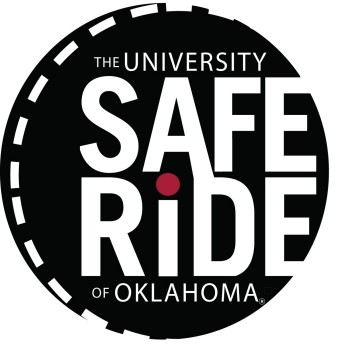 THE UNIVERSITY
SAFE
RiDE
OF OKLAHOMA®